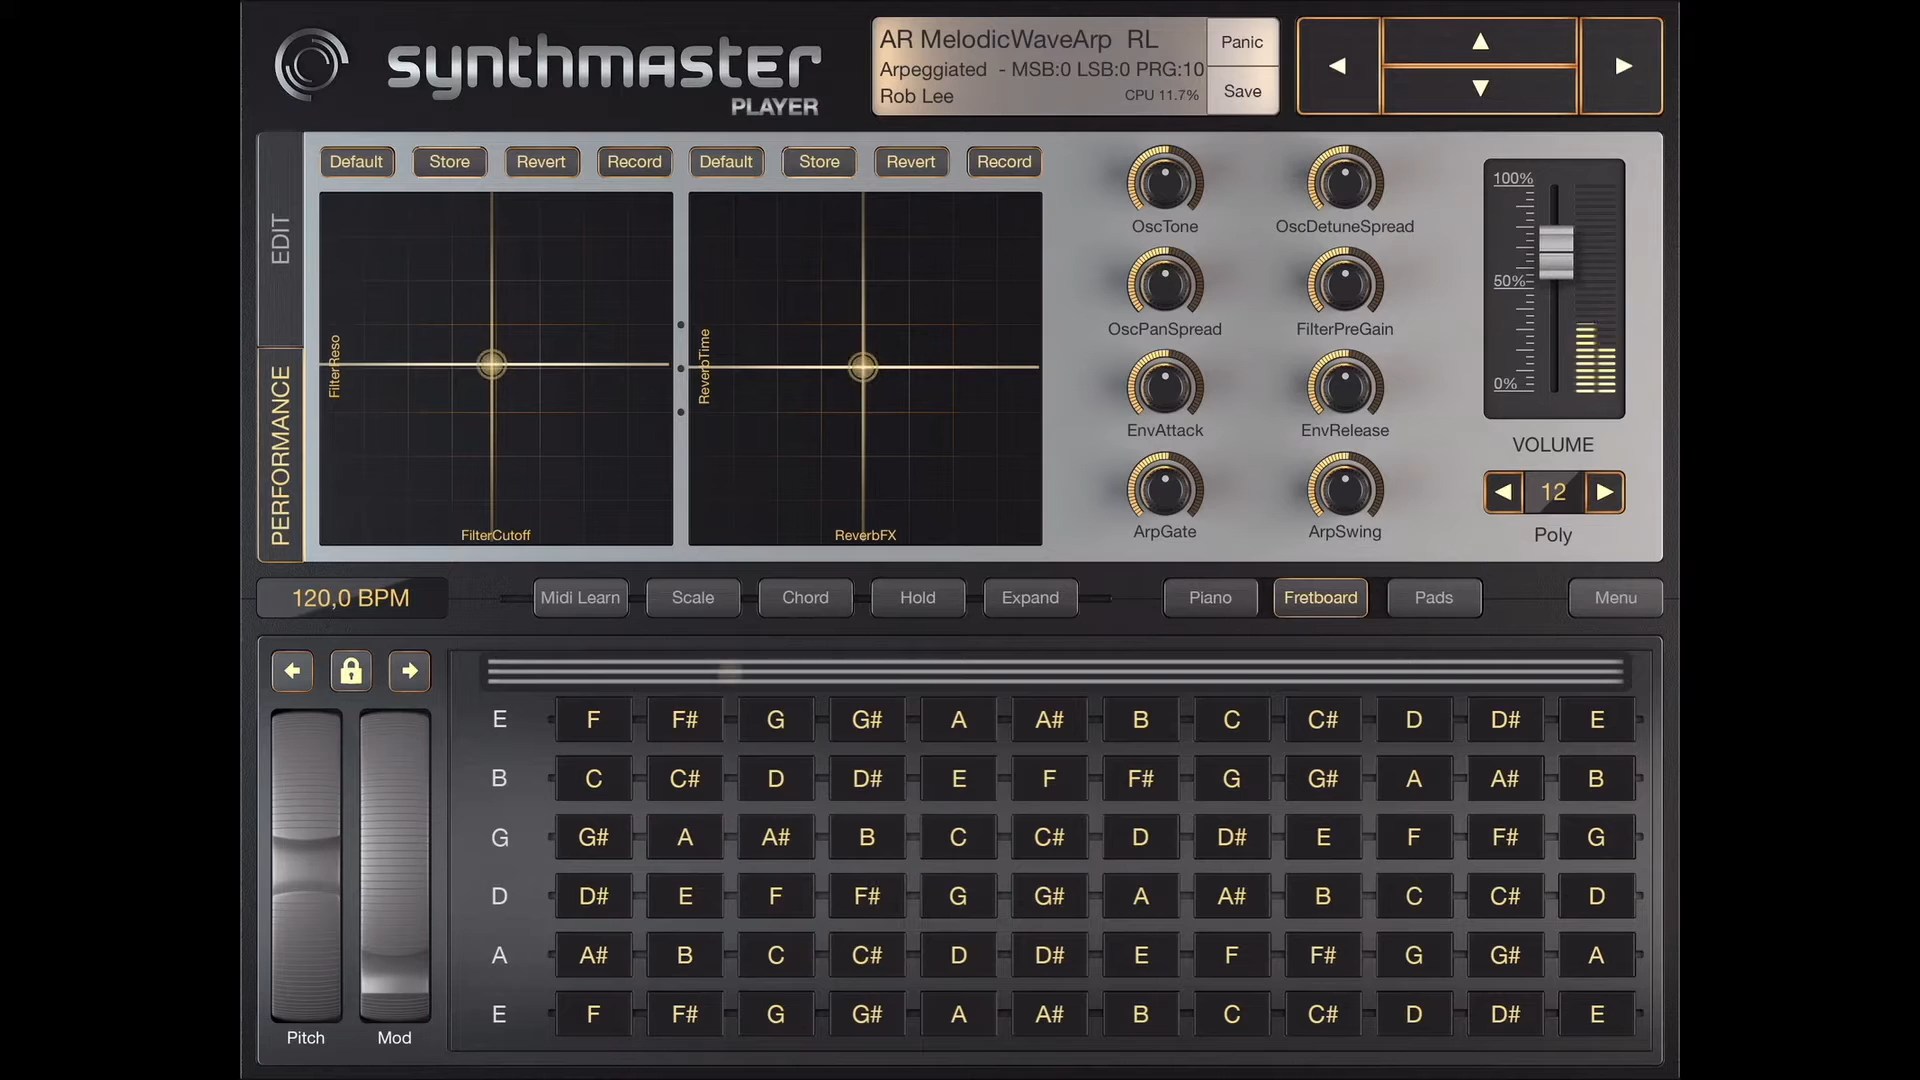 synthmaster
PLAYER
AR MelodicWaveArp RL
Arpeggiated - MSB:0 LSB:0 PRG:10
Rob Lee CPU 11.7%
Panic
Save
EDIT
PERFORMANCE
Default Store Revert Record Default Store Revert Record
FilterReso
FilterCutoff
ReverbTime
ReverbFX
OscTone OscDetuneSpread
OscPanSpread FilterPreGain
EnvAttack EnvRelease
ArpGate ArpSwing
100%
50%
0%
VOLUME
12
Poly
120,0 BPM Midi Learn Scale Chord Hold Expand Piano Fretboard Pads Menu
E F F# G G# A A# B C C# D D# E
B C C# D D# E F F# G G# A A# B
G G# A A# B C C# D D# E F F# G
D D# E F F# G G# A A# B C C# D
A A# B C C# D D# E F F# G G# A
E F F# G G# A A# B C C# D D# E
Pitch Mod